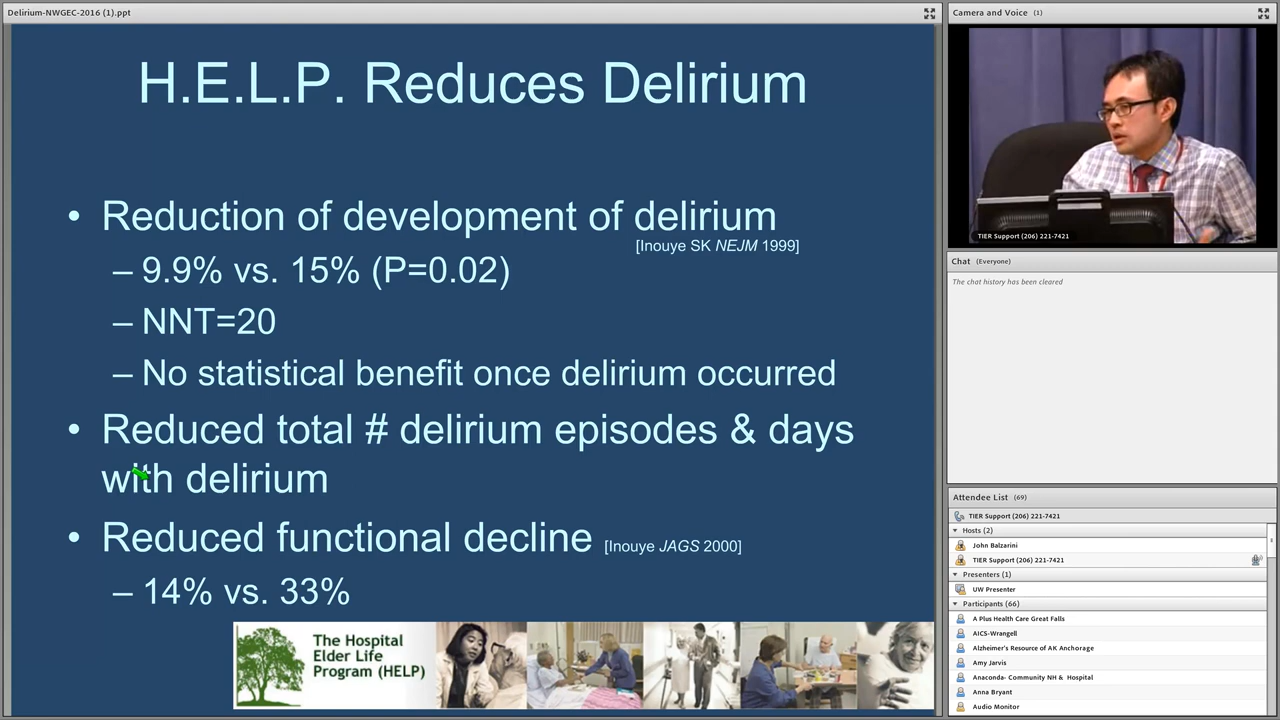 Delirium-NWGEC-2016 (1).ppt
H.E.L.P. Reduces Delirium
• Reduction of development of delirium
[Inouye SK NEJM 1999]
– 9.9% vs. 15% (P=0.02)
– NNT=20
– No statistical benefit once delirium occurred
• Reduced total # delirium episodes & days
with delirium
• Reduced functional decline [Inouye JAGS 2000]
– 14% vs. 33%
The Hospital
Elder Life
Program (HELP)
Camera and Voice (1)
TIER Support (206) 221-7421
Chat (Everyone)
The chat history has been cleared
Attendee List (69)
TIER Support (206) 221-7421
Hosts (2)
John Balzarini
TIER Support (206) 221-7421
Presenters (1)
UW Presenter
Participants (66)
A Plus Health Care Great Falls
AICS-Wrangell
Alzheimer's Resource of AK Anchorage
Amy Jarvis
Anaconda- Community NH & Hospital
Anna Bryant
Audio Monitor